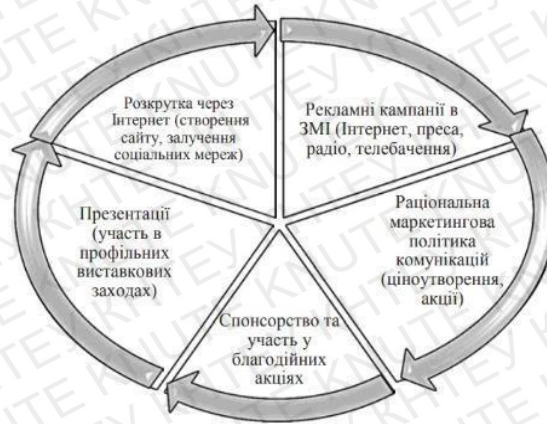 Розкрутка через
Інтернет (створення
сайту, залучення
соціальних мереж)
Рекламні кампанії в
ЗМІ (Інтернет, преса,
радіо, телебачення)
Раціональна
маркетингова
політика
комунікацій
(ціноутворення,
акції)
Спонсорство та
участь у
благодійних
акціях
Презентації
(участь в
профільних
виставкових
заходах)